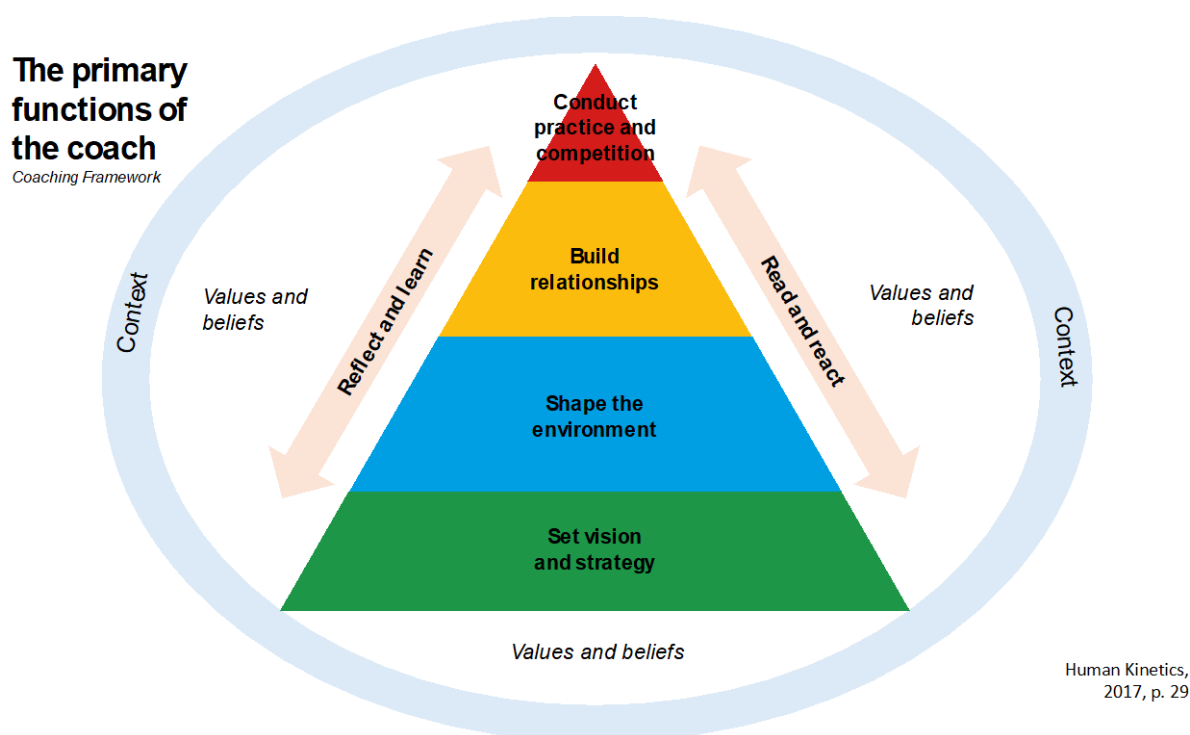 The primary
functions of
the coach
Coaching Framework
Conduct
practice and
competition
Build
relationships
Reflect and learn
Read and react
Values and
beliefs
Values and
beliefs
Context
Context
Shape the
environment
Set vision
and strategy
Values and beliefs
Human Kinetics,
2017, p. 29